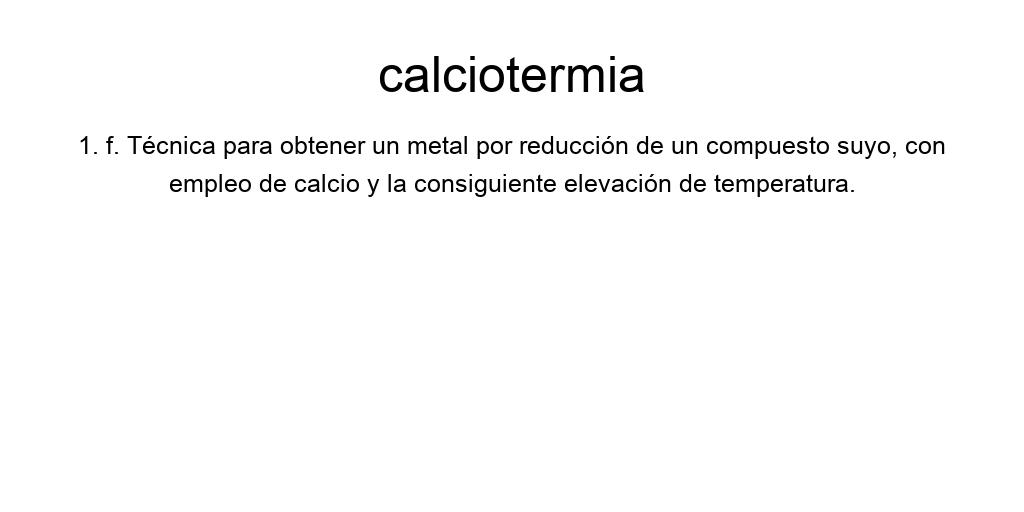 calciotermia
1. f. Técnica para obtener un metal por reducción de un compuesto suyo, con
empleo de calcio y la consiguiente elevación de temperatura.